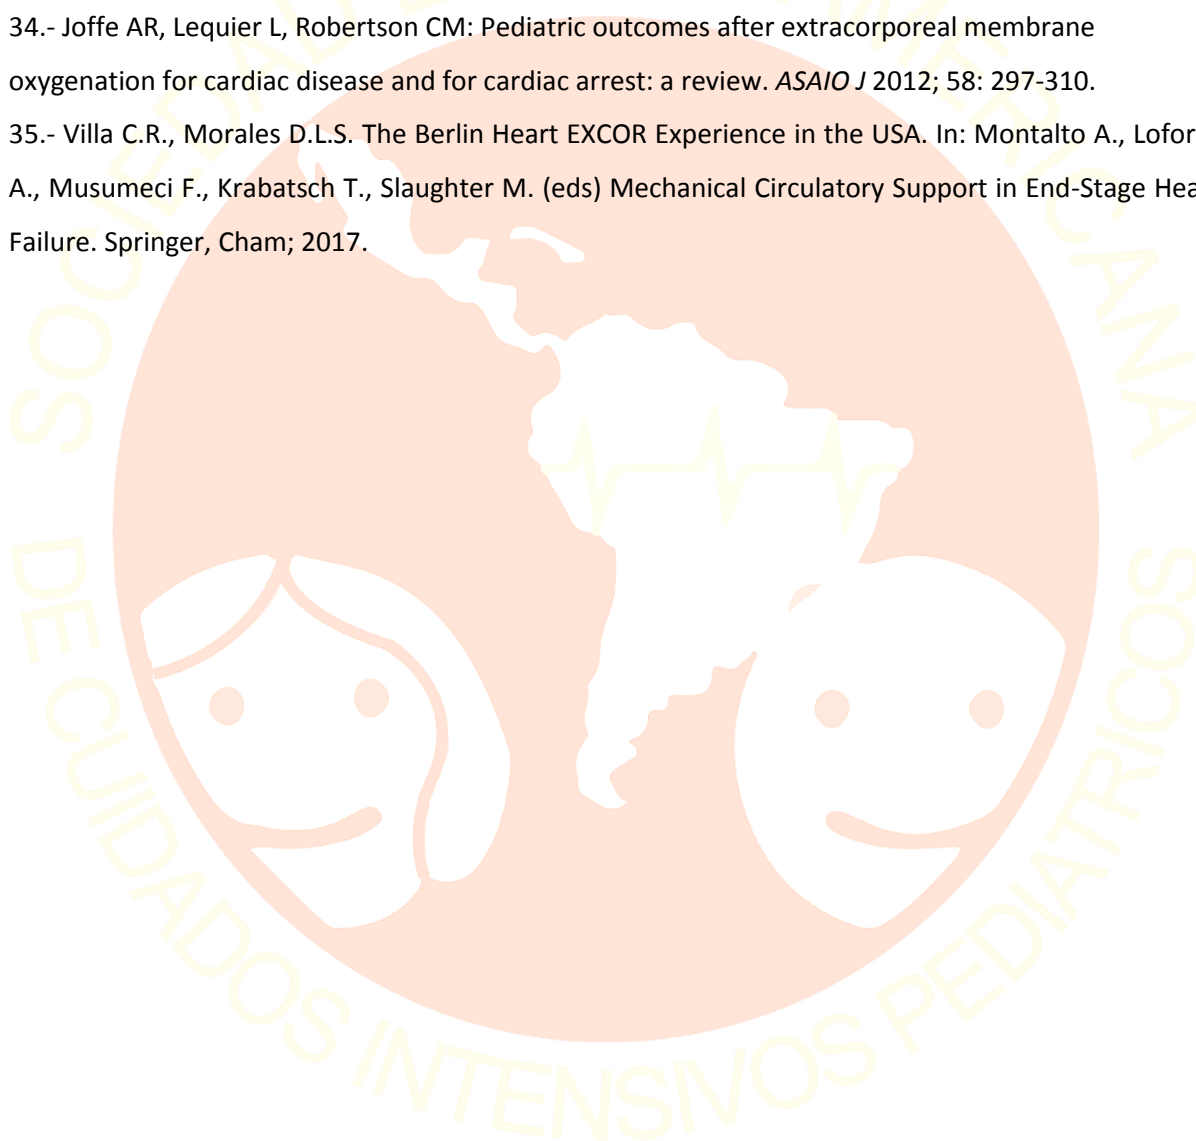 34.- Joffe AR, Lequier L, Robertson CM: Pediatric outcomes after extracorporeal membrane
oxygenation for cardiac disease and for cardiac arrest: a review. ASAIO J 2012; 58: 297-310.
35.- Villa C.R., Morales D.L.S. The Berlin Heart EXCOR Experience in the USA. In: Montalto A., Lofor
A., Musumeci F., Krabatsch T., Slaughter M. (eds) Mechanical Circulatory Support in End-Stage Hea
Failure. Springer, Cham; 2017.
SOCIEDAD
DE CUIDADOS INTENSIVOS PEDIATRICOS